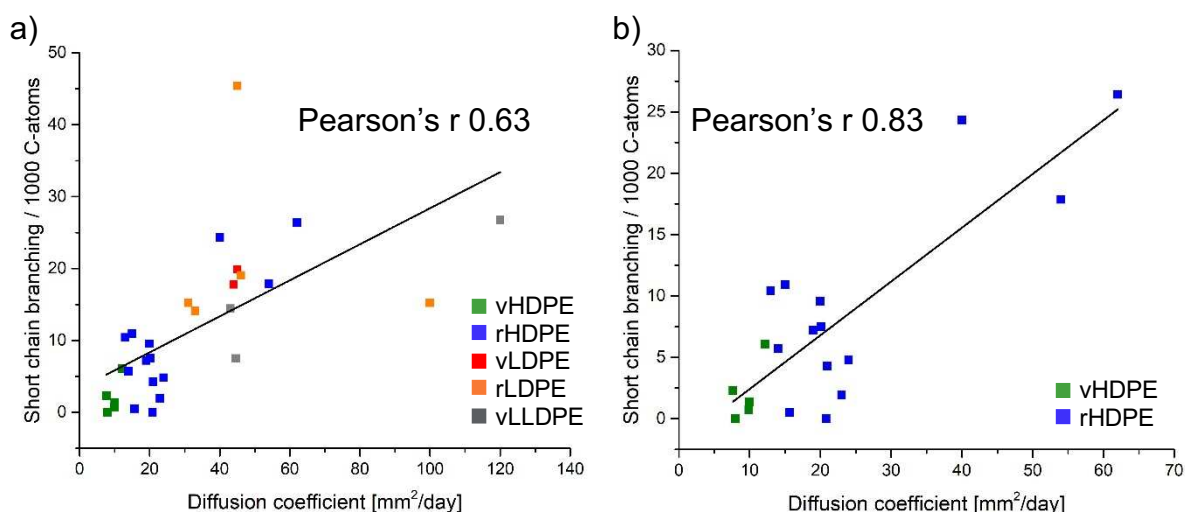 a)
Short chain branching / 1000 C-atoms
50
40
30
20
10
0
Pearson's r 0.63
vHDPE
rHDPE
vLDPE
rLDPE
vLLDPE
0 20 40 60 80 100 120 140
Diffusion coefficient [mm²/day]
b)
Short chain branching / 1000 C-atoms
30
25
20
15
10
5
0
Pearson's r 0.83
vHDPE
rHDPE
0 10 20 30 40 50 60 70
Diffusion coefficient [mm²/day]